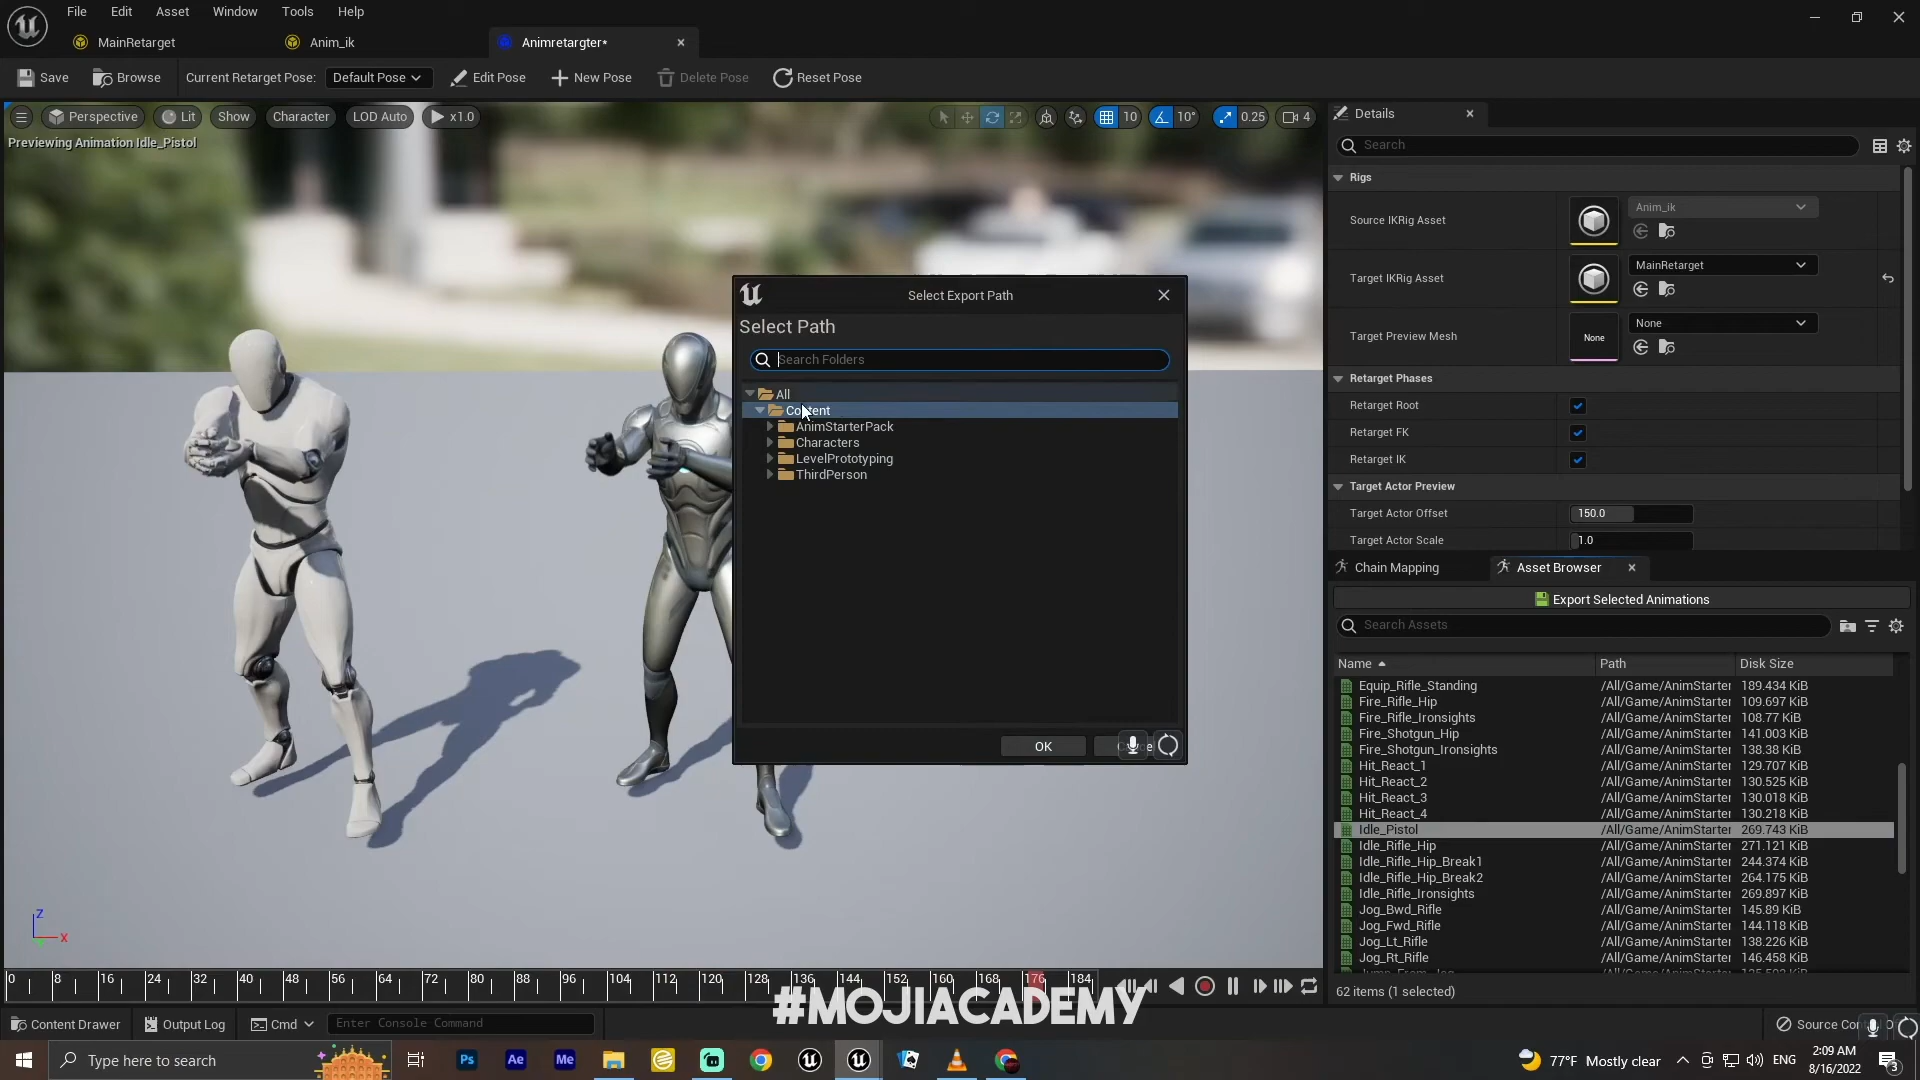 File Edit Asset Window Tools Help
MainRetarget Anim_ik Animretargter*
Save Browse Current Retarget Pose: Default Pose Edit Pose New Pose Delete Pose Reset Pose
Perspective Lit Show Character LOD Auto x1.0 10 10° 0.25 4
Previewing Animation Idle_Pistol
Details
Search
Rigs
Source IKRig Asset Anim_ik
Target IKRig Asset MainRetarget
Target Preview Mesh None None
Retarget Phases
Retarget Root
Retarget FK
Retarget IK
Target Actor Preview
Target Actor Offset 150.0
Target Actor Scale 1.0
Select Export Path
Select Path
Search Folders
All
Content
AnimStarterPack
Characters
LevelPrototyping
ThirdPerson
OK
Chain Mapping Asset Browser
Export Selected Animations
Search Assets
Name Path Disk Size
Equip_Rifle_Standing /All/Game/AnimStarter 189.434 KiB
Fire_Rifle_Hip /All/Game/AnimStarter 109.697 KiB
Fire_Rifle_Ironsights /All/Game/AnimStarter 108.77 KiB
Fire_Shotgun_Hip /All/Game/AnimStarter 141.003 KiB
Fire_Shotgun_Ironsights /All/Game/AnimStarter 138.38 KiB
Hit_React_1 /All/Game/AnimStarter 129.707 KiB
Hit_React_2 /All/Game/AnimStarter 130.525 KiB
Hit_React_3 /All/Game/AnimStarter 130.018 KiB
Hit_React_4 /All/Game/AnimStarter 130.218 KiB
Idle_Pistol /All/Game/AnimStarter 269.743 KiB
Idle_Rifle_Hip /All/Game/AnimStarter 271.121 KiB
Idle_Rifle_Hip_Break1 /All/Game/AnimStarter 244.374 KiB
Idle_Rifle_Hip_Break2 /All/Game/AnimStarter 264.175 KiB
Idle_Rifle_Ironsights /All/Game/AnimStarter 269.897 KiB
Jog_Bwd_Rifle /All/Game/AnimStarter 145.89 KiB
Jog_Fwd_Rifle /All/Game/AnimStarter 144.118 KiB
Jog_Lt_Rifle /All/Game/AnimStarter 138.226 KiB
Jog_Rt_Rifle /All/Game/AnimStarter 146.458 KiB
62 items (1 selected)
Z
X
0 8 16 24 32 40 48 56 64 72 80 88 96 104 112 120 128 136 144 152 160 168 176 184
#MOJIACADEMY
Content Drawer Output Log Cmd Enter Console Command Source
Type here to search Ps Ae Me 77°F Mostly clear ENG 2:09 AM
8/16/2022 3